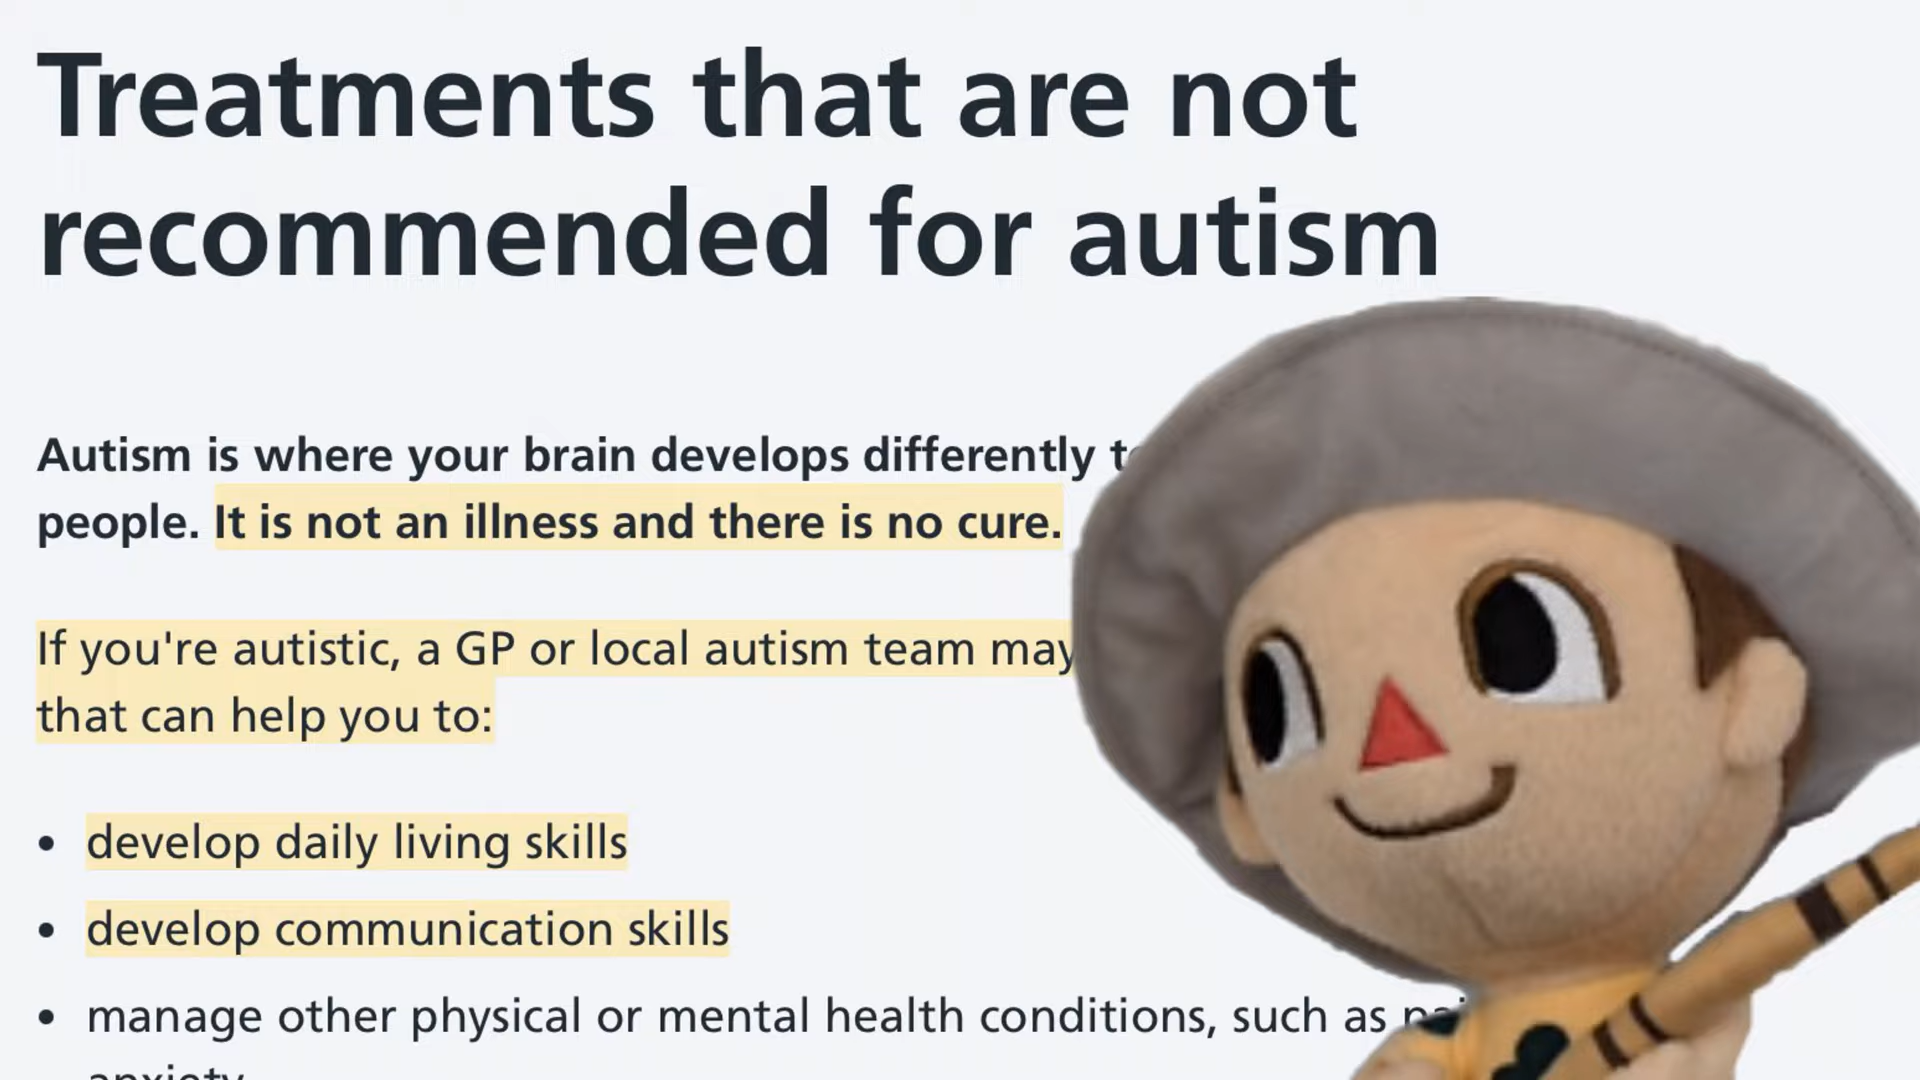 Treatments that are not
recommended for autism
Autism is where your brain develops differently
people. It is not an illness and there is no cure.
If you're autistic, a GP or local autism team may
that can help you to:
• develop daily living skills
• develop communication skills
• manage other physical or mental health conditions, such as
anxiety